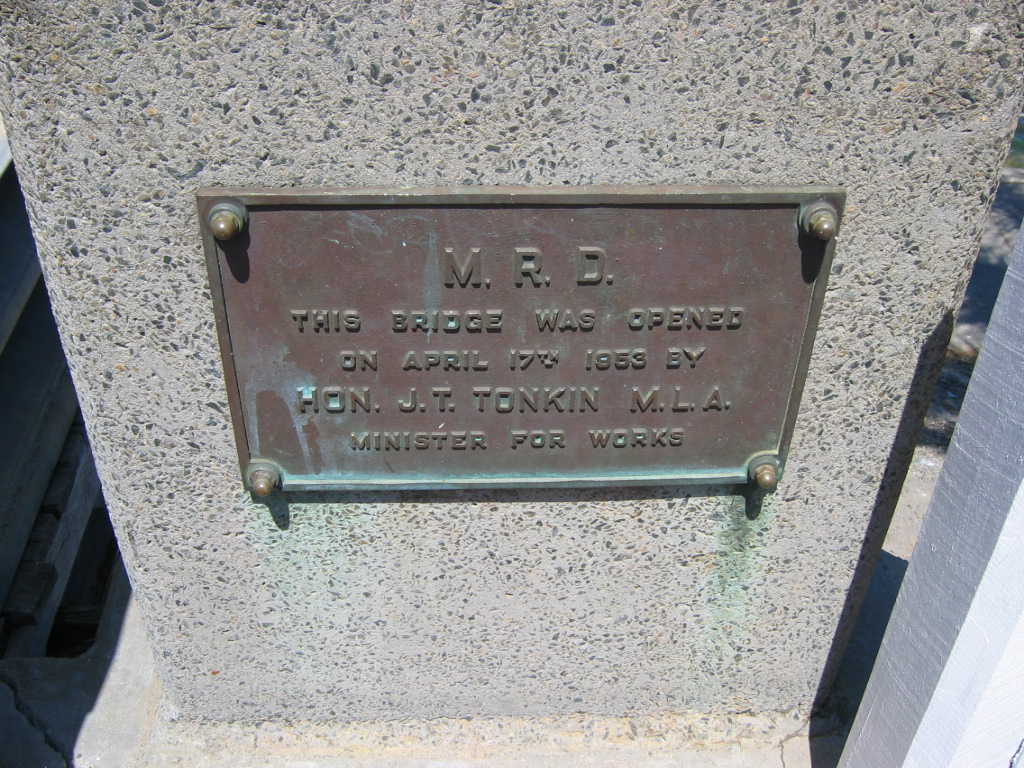 M. R. D.
THIS BRIDGE WAS OPENED
ON APRIL 17TH 1953 BY
HON. J.T. TONKIN M.L.A.
MINISTER FOR WORKS